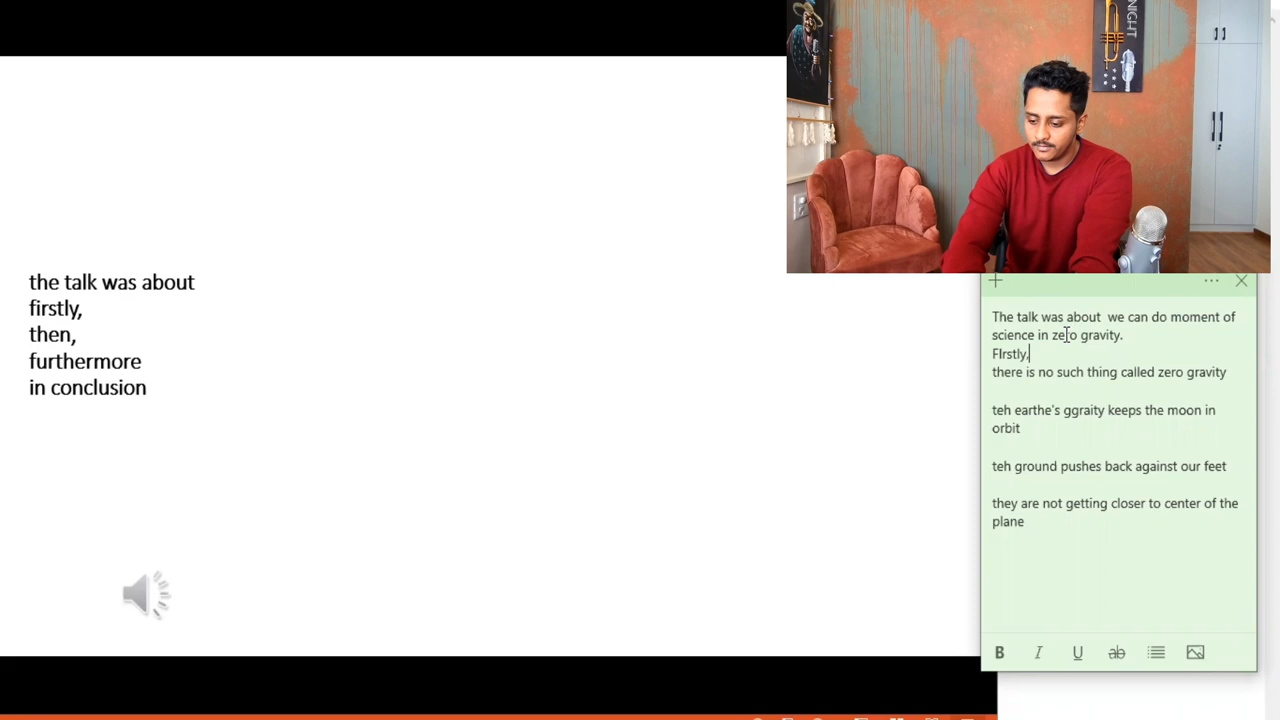 NIGHT
the talk was about
firstly,
then,
furthermore
in conclusion
The talk was about  we can do moment of
science in zero gravity.
FIrstly,
there is no such thing called zero gravity
teh earthe's ggraity keeps the moon in
orbit
teh ground pushes back against our feet
they are not getting closer to center of the
plane
B I U ab